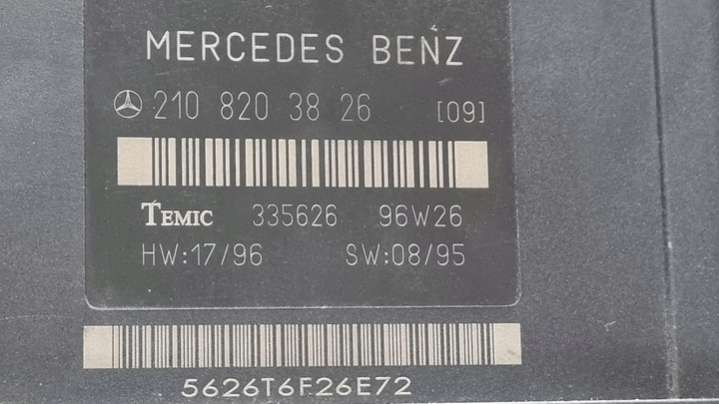 MERCEDES BENZ
210 820 38 26 [09]
TEMIC 335626 96W26
HW:17/96 SW:08/95
5626T6F26E72